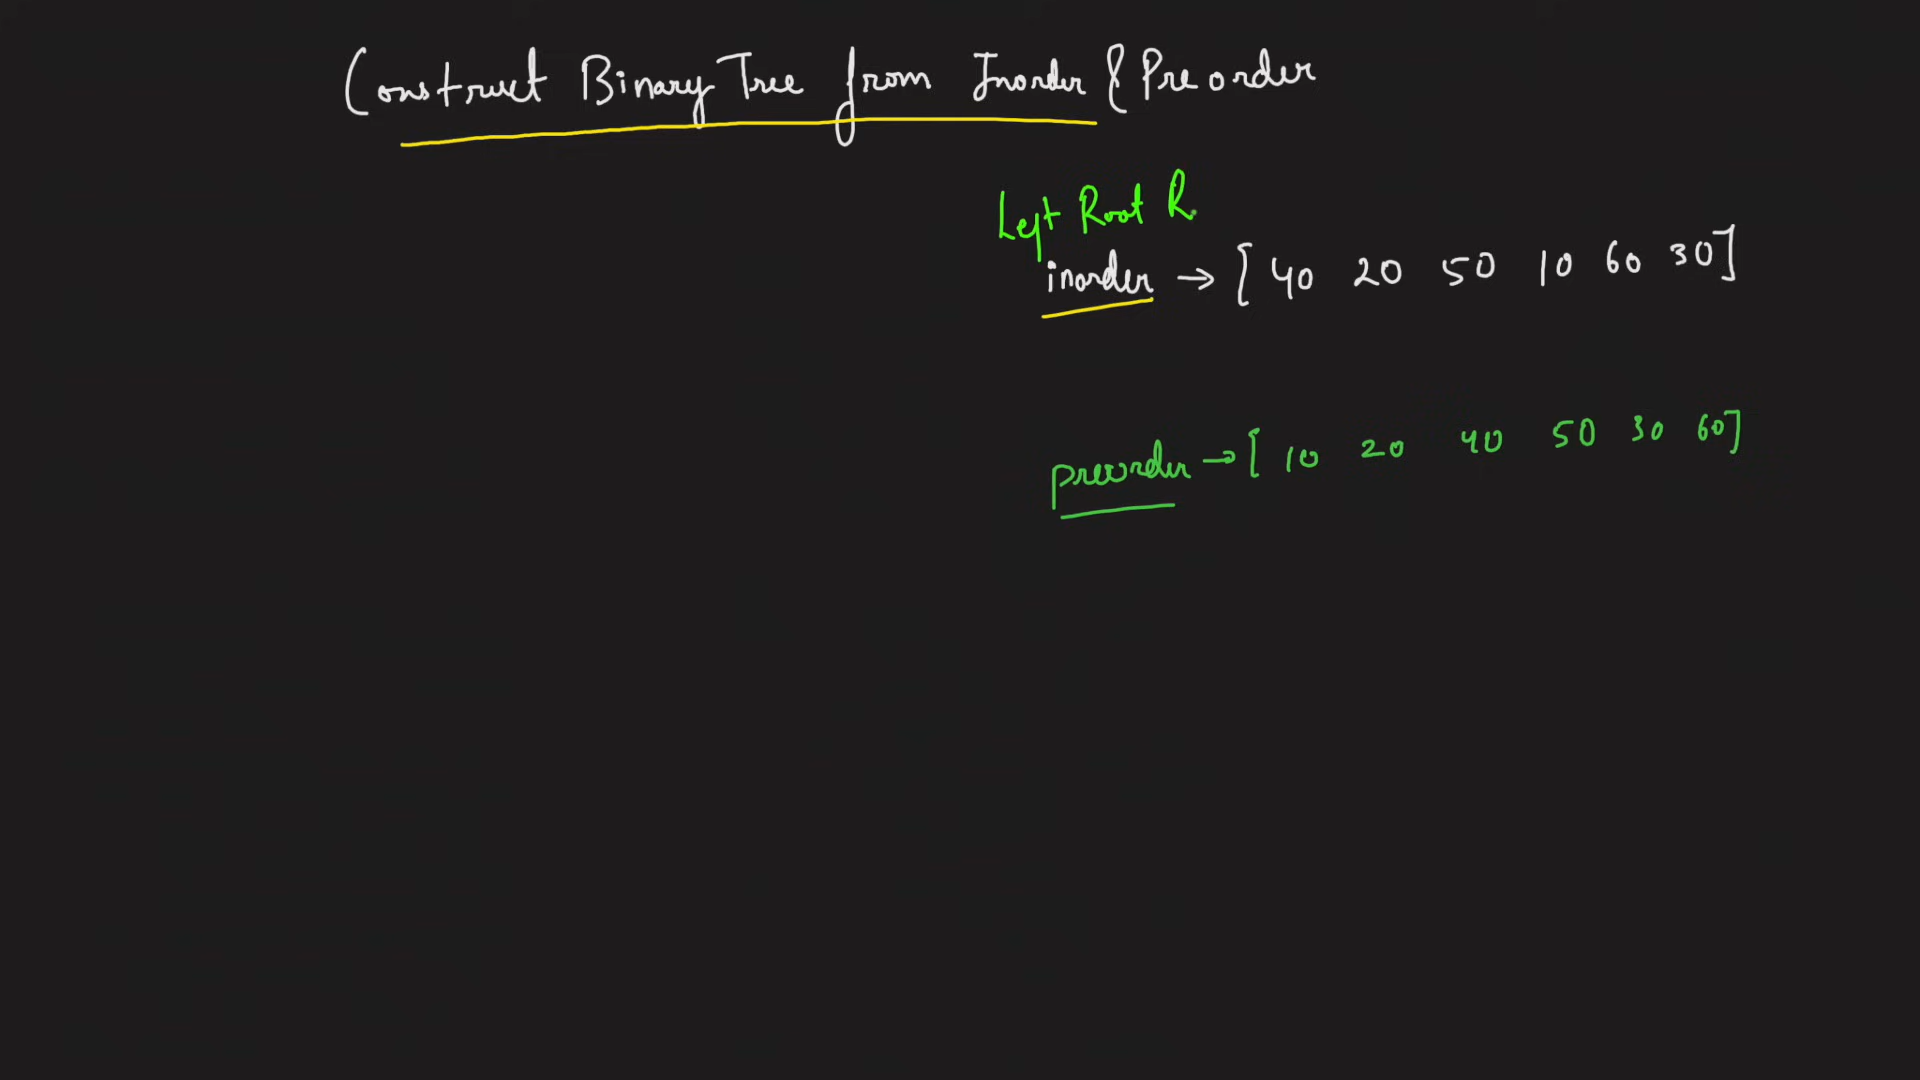 Construct Binary Tree from Inorder & Preorder
Left Root R
inorder → [ 40 20 50 10 60 30]
preorder → [ 10 20 40 50 30 60]